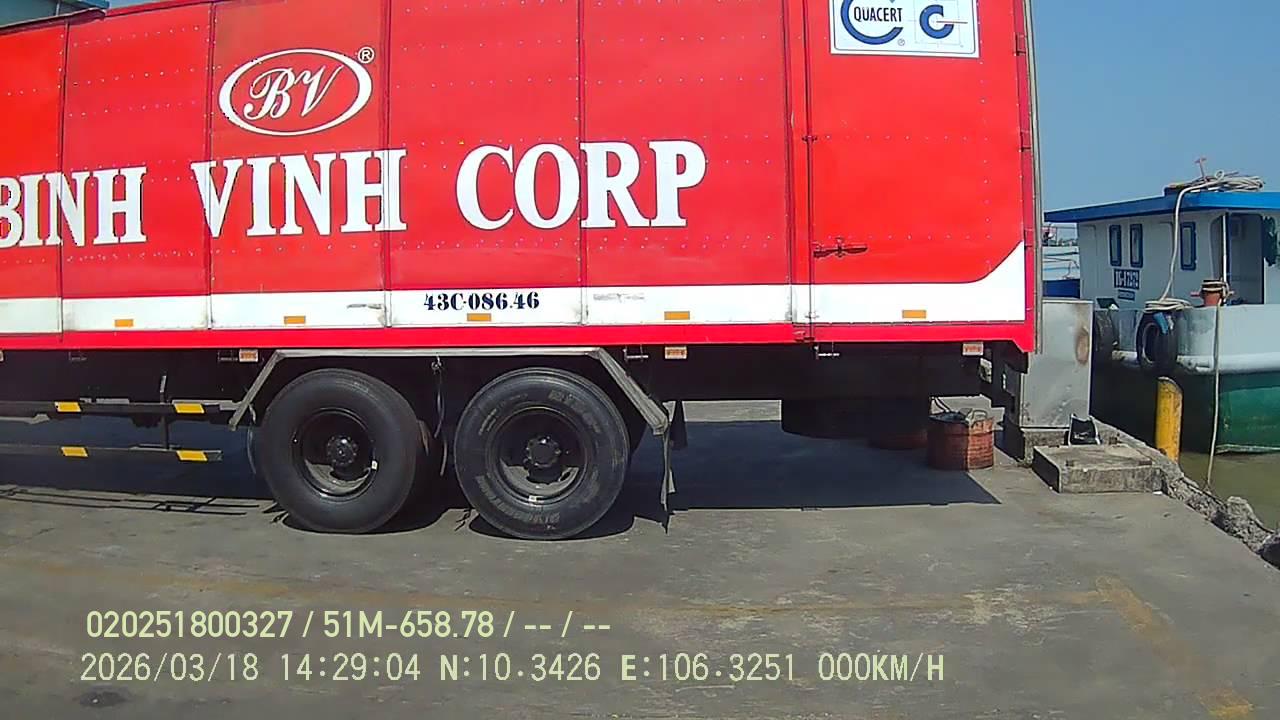 QUACERT
®
BV®
BINH VINH CORP
43C-086.46
020251800327 / 51M-658.78 / -- / --
2026/03/18 14:29:04 N:10.3426 E:106.3251 000KM/H